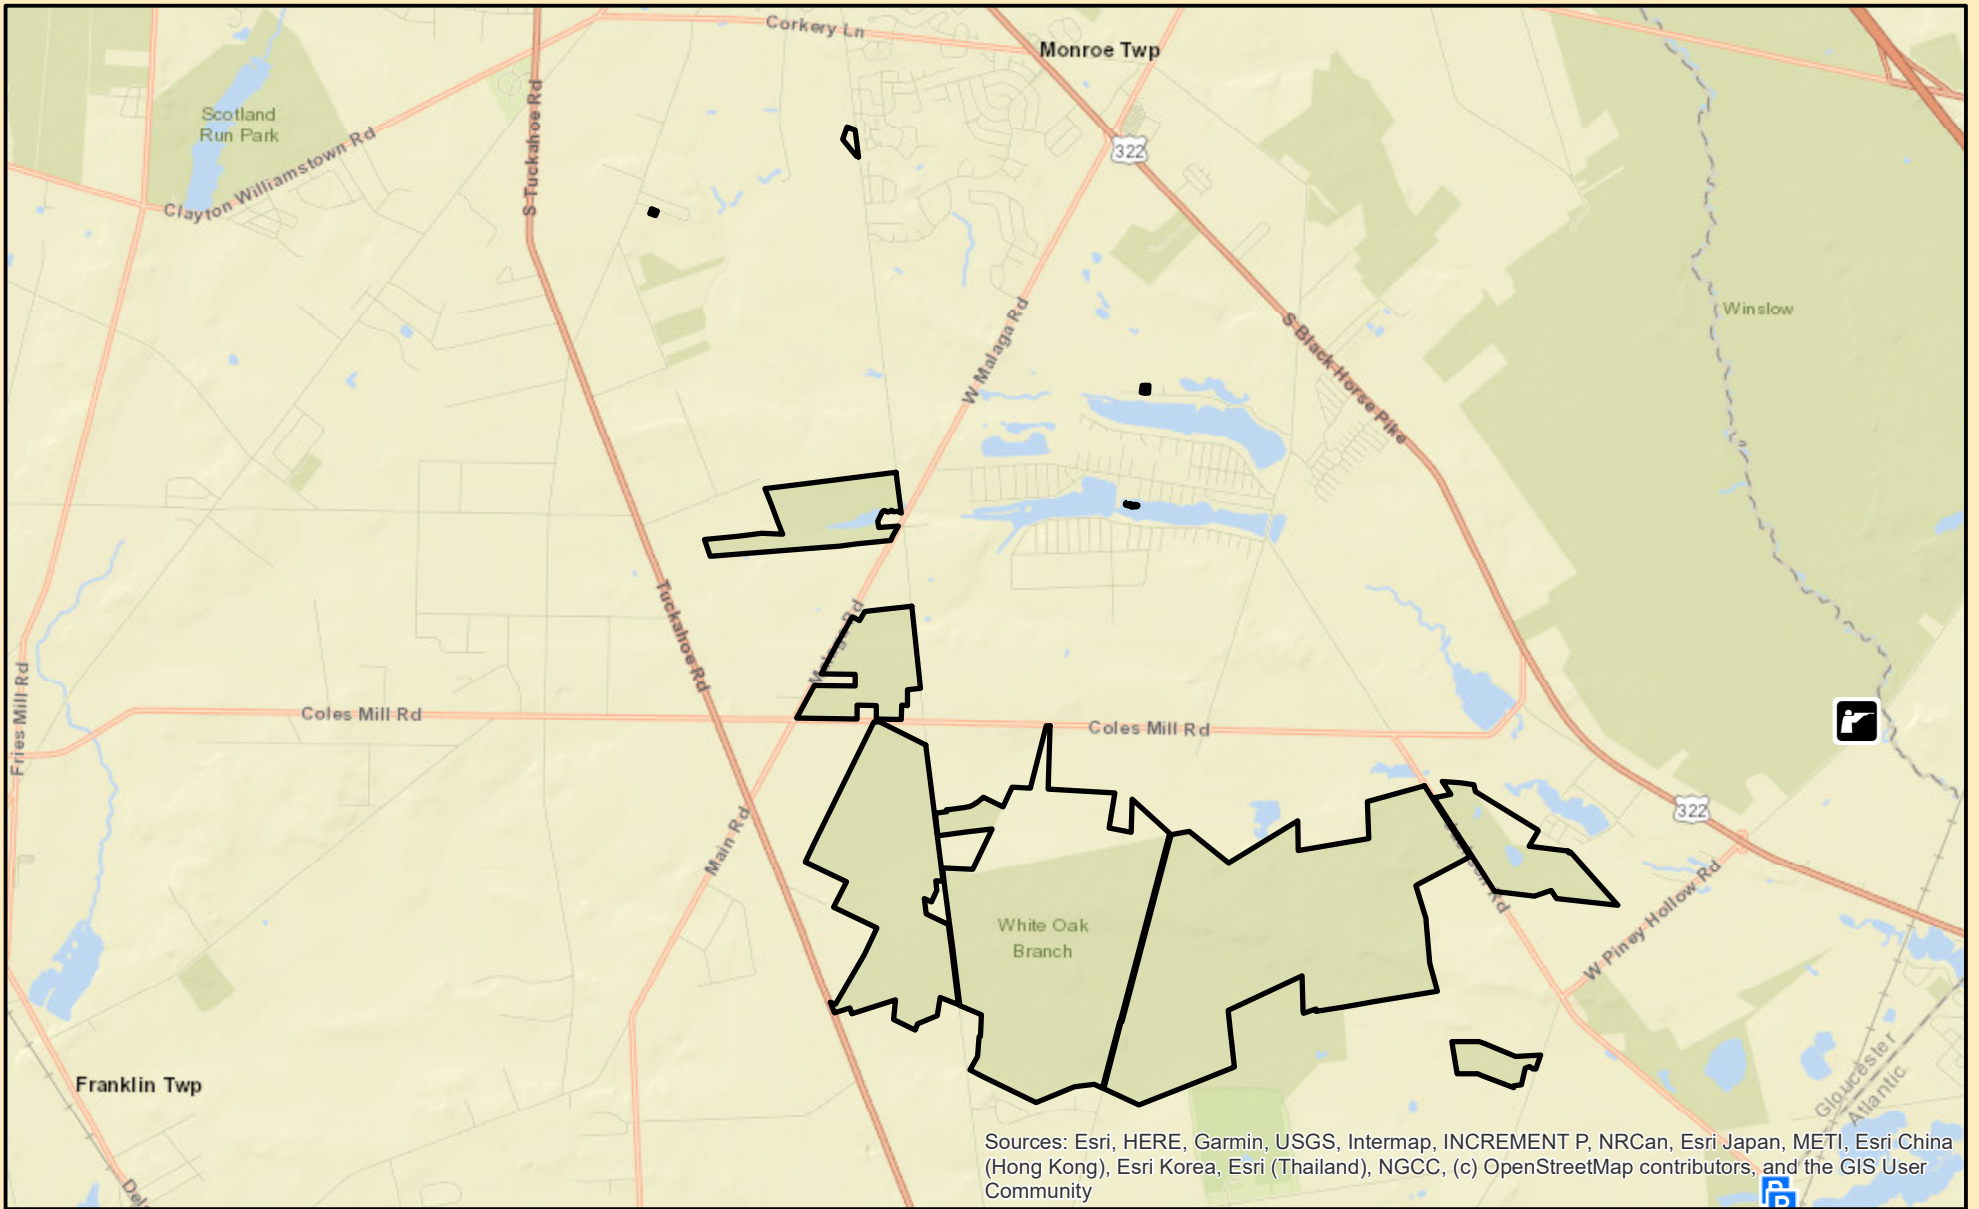 Corkery Ln
Monroe Twp
Scotland
Run Park
Clayton Williamstown Rd
S Tuckahoe Rd
322
Winslow
W Malaga Rd
S Black Horse Pike
Tuckahoe Rd
Fries Mill Rd
Coles Mill Rd
Coles Mill Rd
322
Main Rd
W Piney Hollow Rd
White Oak
Branch
Franklin Twp
Gloucester
Atlantic
Sources: Esri, HERE, Garmin, USGS, Intermap, INCREMENT P, NRCan, Esri Japan, METI, Esri China
(Hong Kong), Esri Korea, Esri (Thailand), NGCC, (c) OpenStreetMap contributors, and the GIS User
Community
P
P